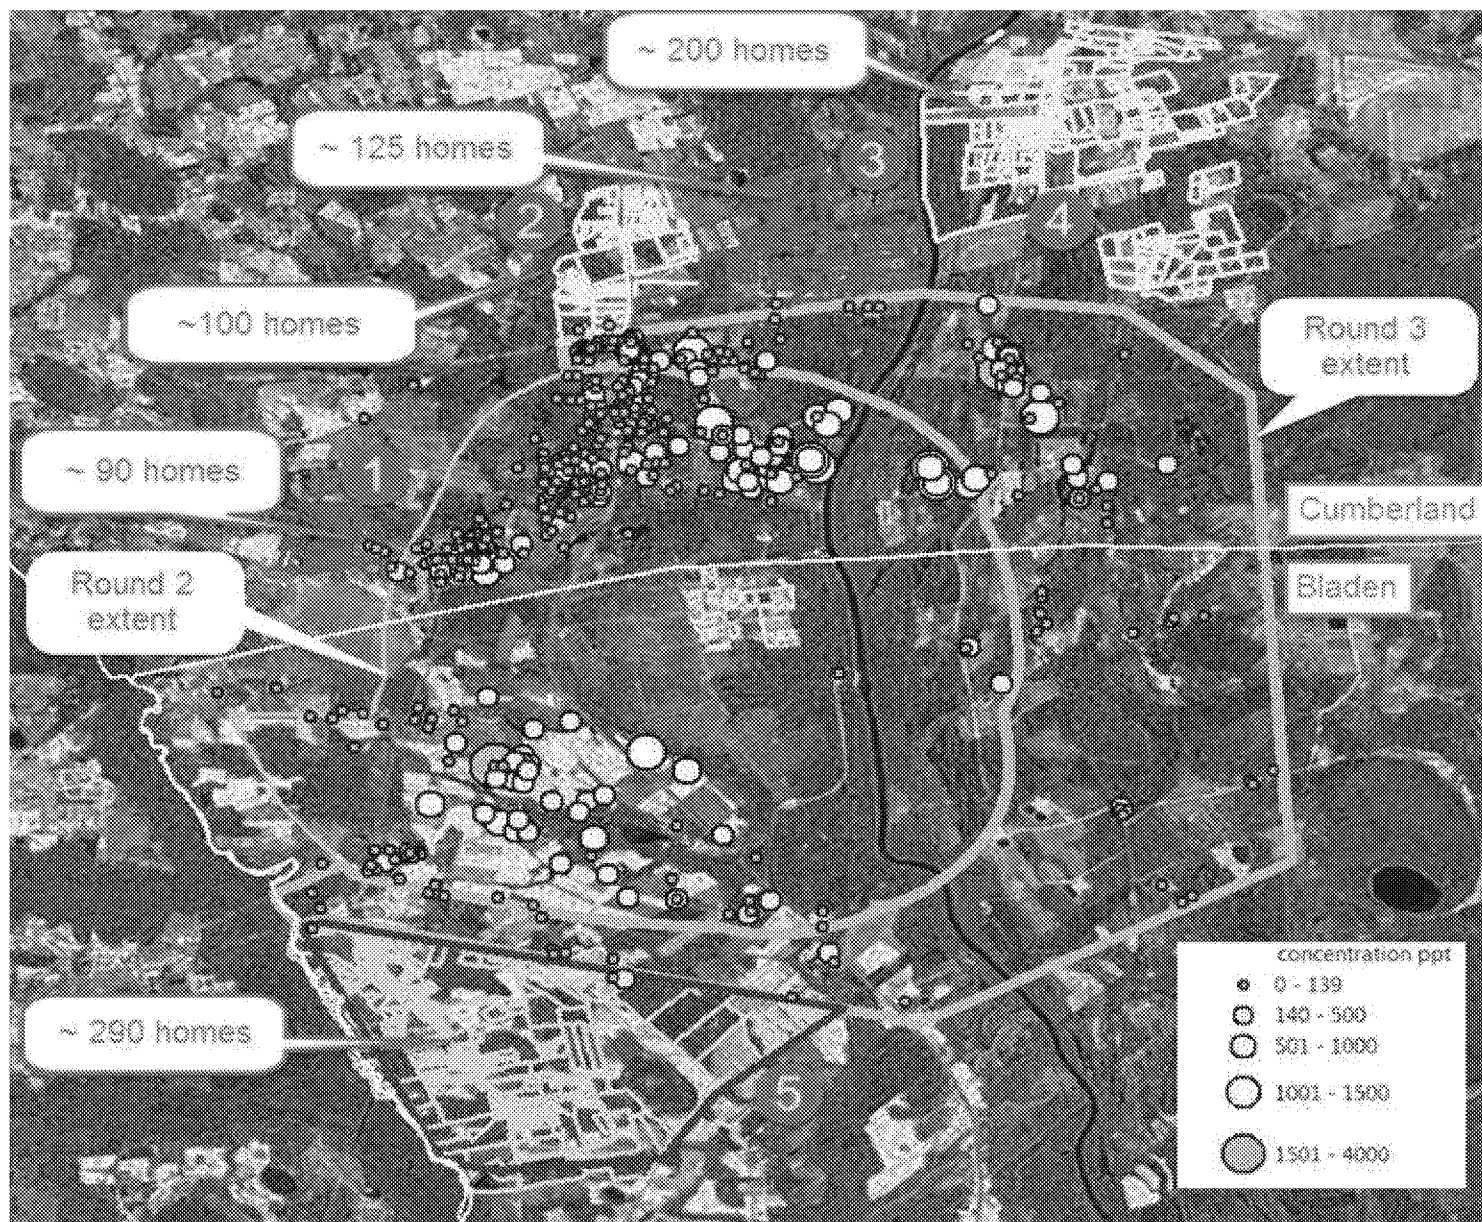 ~ 200 homes
~ 125 homes
3
2
4
~100 homes
Round 3
extent
~ 90 homes
1
Cumberland
Round 2
extent
Bladen
concentration ppt
0 - 139
140 - 500
501 - 1000
1001 - 1500
1501 - 4000
~ 290 homes
5